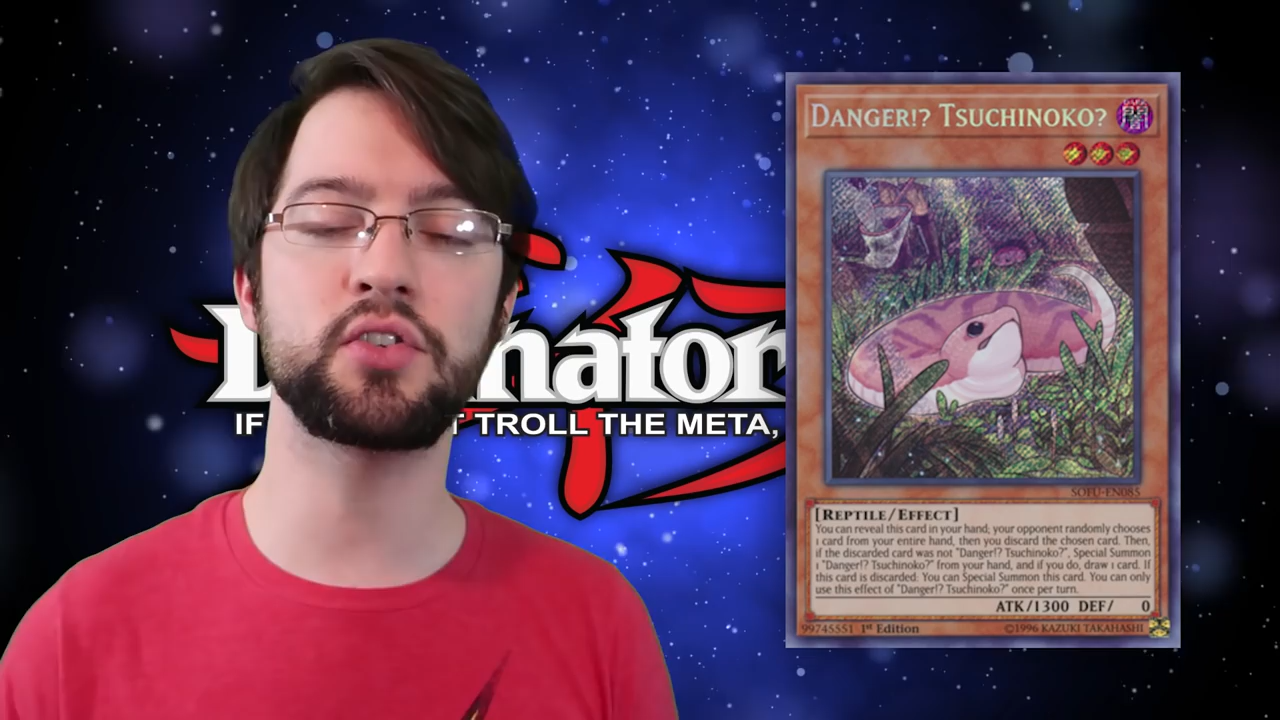 nator
IF T TROLL THE META,
DANGER!? TSUCHINOKO?
闇
SOFU-EN085
[REPTILE/EFFECT]
You can reveal this card in your hand; your opponent randomly chooses
1 card from your entire hand, then you discard the chosen card. Then,
if the discarded card was not "Danger!? Tsuchinoko?", Special Summon
1 "Danger!? Tsuchinoko?" from your hand, and if you do, draw 1 card. If
this card is discarded: You can Special Summon this card. You can only
use this effect of "Danger!? Tsuchinoko?" once per turn.
ATK/1300 DEF/ 0
99745551 1st Edition ©1996 KAZUKI TAKAHASHI